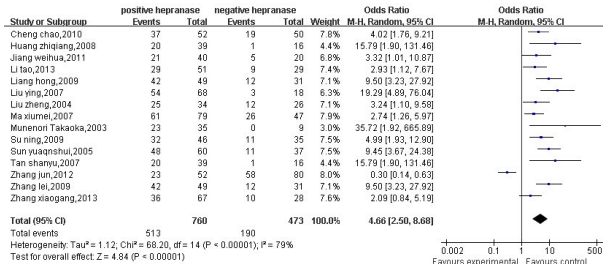 positive hepranase negative hepranase Odds Ratio Odds Ratio
Study or Subgroup Events Total Events Total Weight M-H, Random, 95% CI M-H, Random, 95% CI
Cheng chao,2010 37 52 19 50 7.8% 4.02 [1.76, 9.21]
Huang zhiqiang,2008 20 39 1 16 4.2% 15.79 [1.90, 131.46]
Jiang weihua,2011 21 40 5 20 6.9% 3.32 [1.01, 10.87]
Li tao,2013 29 51 9 29 7.5% 2.93 [1.12, 7.67]
Liang hong,2009 42 49 12 31 7.1% 9.50 [3.23, 27.92]
Liu ying,2007 54 68 3 18 6.5% 19.29 [4.89, 76.04]
Liu zheng,2004 25 34 12 26 7.1% 3.24 [1.10, 9.58]
Ma xiumei,2007 61 79 26 47 7.9% 2.74 [1.26, 5.97]
Munenori Takaoka,2003 23 35 0 9 2.9% 35.72 [1.92, 665.89]
Su ning,2009 32 46 11 35 7.5% 4.99 [1.93, 12.90]
Sun yuaqnshui,2005 48 60 11 37 7.5% 9.45 [3.67, 24.38]
Tan shanyu,2007 20 39 1 16 4.2% 15.79 [1.90, 131.46]
Zhang jun,2012 23 52 58 80 8.0% 0.30 [0.14, 0.63]
Zhang lei,2009 42 49 12 31 7.1% 9.50 [3.23, 27.92]
Zhang xiaogang,2013 36 67 10 28 7.7% 2.09 [0.84, 5.19]
Total (95% CI) 760 473 100.0% 4.66 [2.50, 8.68]
Total events 513 190
Heterogeneity: Tau² = 1.12; Chi² = 68.20, df = 14 (P < 0.00001); I² = 79%
Test for overall effect: Z = 4.84 (P < 0.00001)
0.002 0.1 1 10 500
Favours experimental Favours control